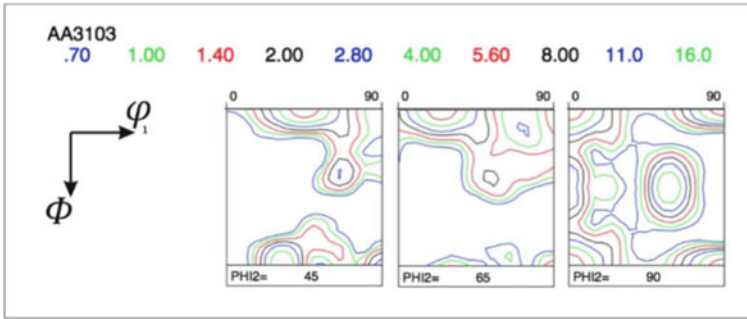 AA3103
.70 1.00 1.40 2.00 2.80 4.00 5.60 8.00 11.0 16.0
φ1
Φ
0 90 0 90 0 90
PHI2= 45 PHI2= 65 PHI2= 90